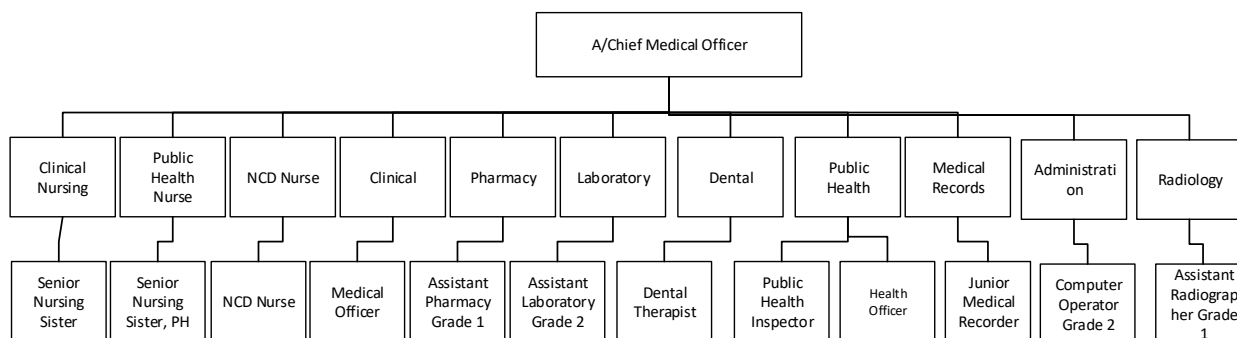 A/Chief Medical Officer
Clinical
Nursing
Public
Health
Nurse
NCD Nurse
Clinical
Pharmacy
Laboratory
Dental
Public
Health
Medical
Records
Administrati
on
Radiology
Senior
Nursing
Sister
Senior
Nursing
Sister, PH
NCD Nurse
Medical
Officer
Assistant
Pharmacy
Grade 1
Assistant
Laboratory
Grade 2
Dental
Therapist
Public
Health
Inspector
Health
Officer
Junior
Medical
Recorder
Computer
Operator
Grade 2
Assistant
Radiograp
her Grade
1